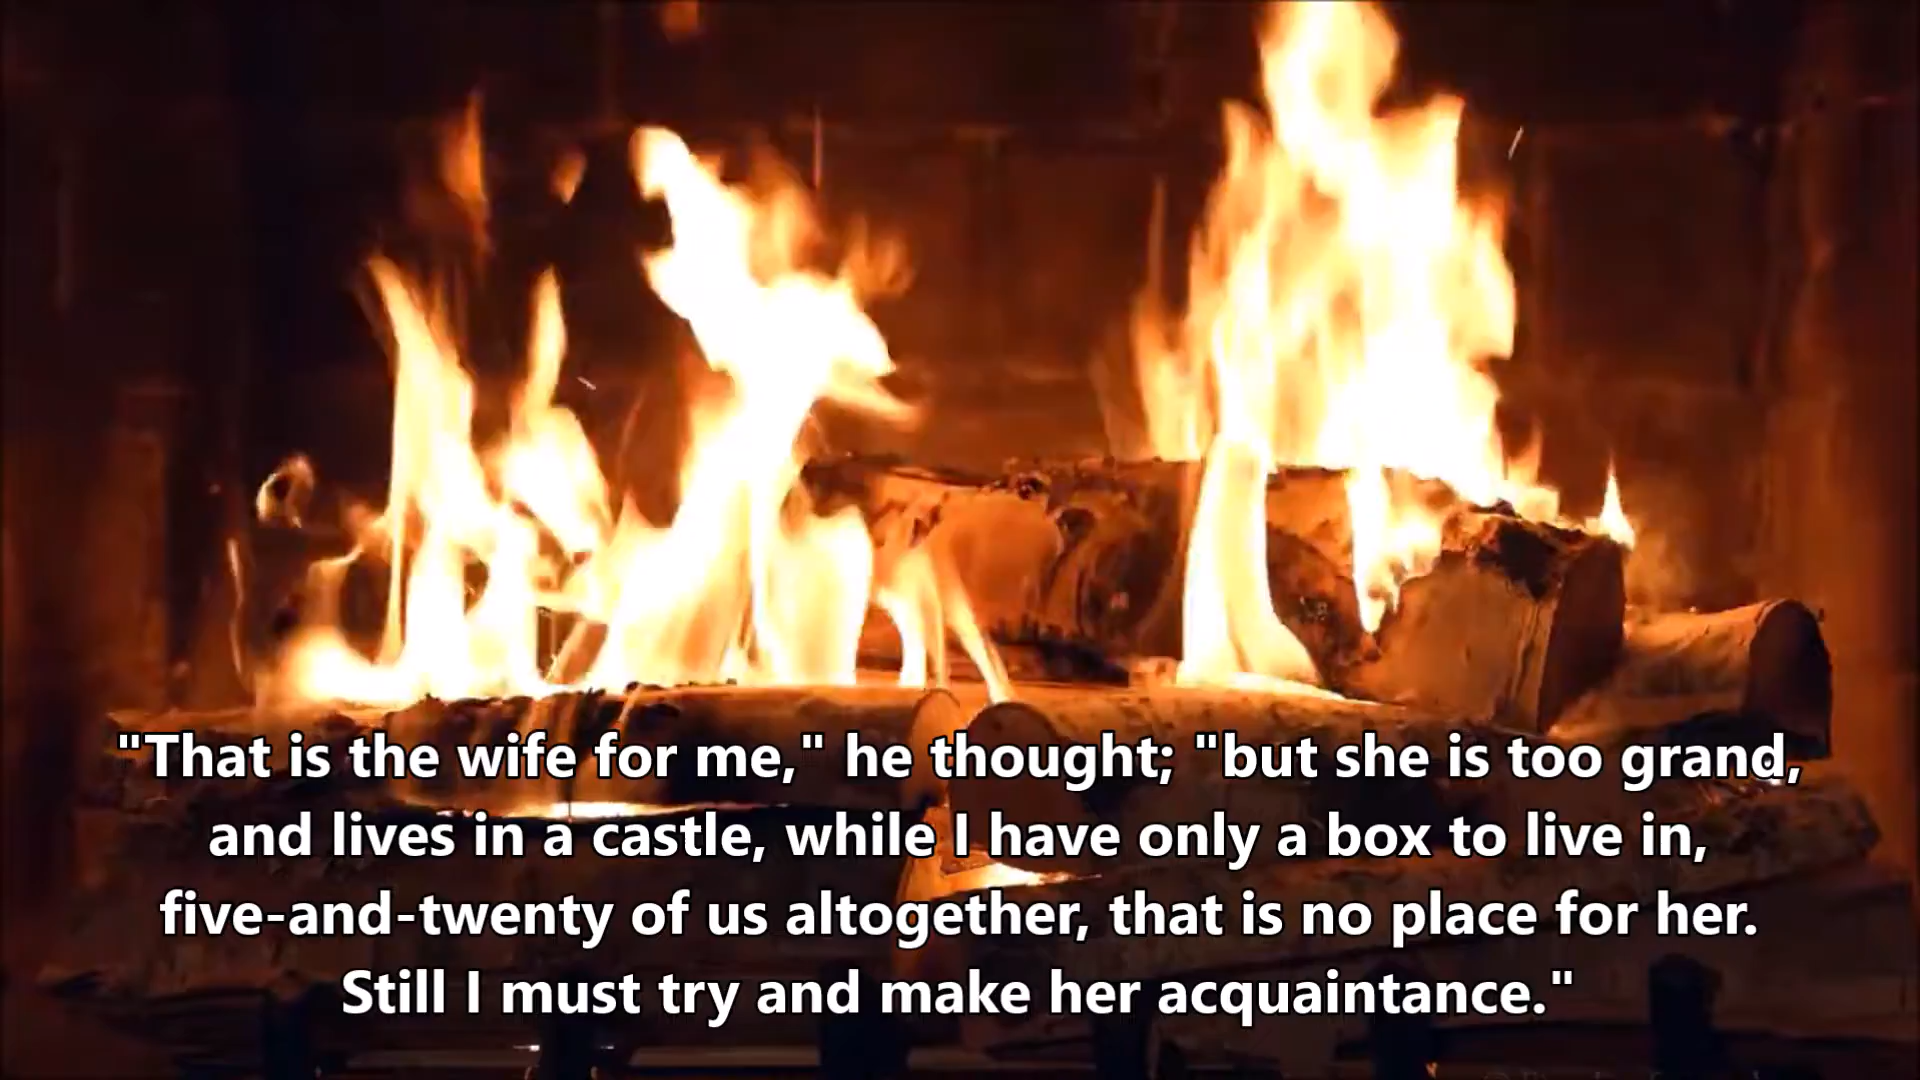 "That is the wife for me," he thought; "but she is too grand,
and lives in a castle, while I have only a box to live in,
five-and-twenty of us altogether, that is no place for her.
Still I must try and make her acquaintance."